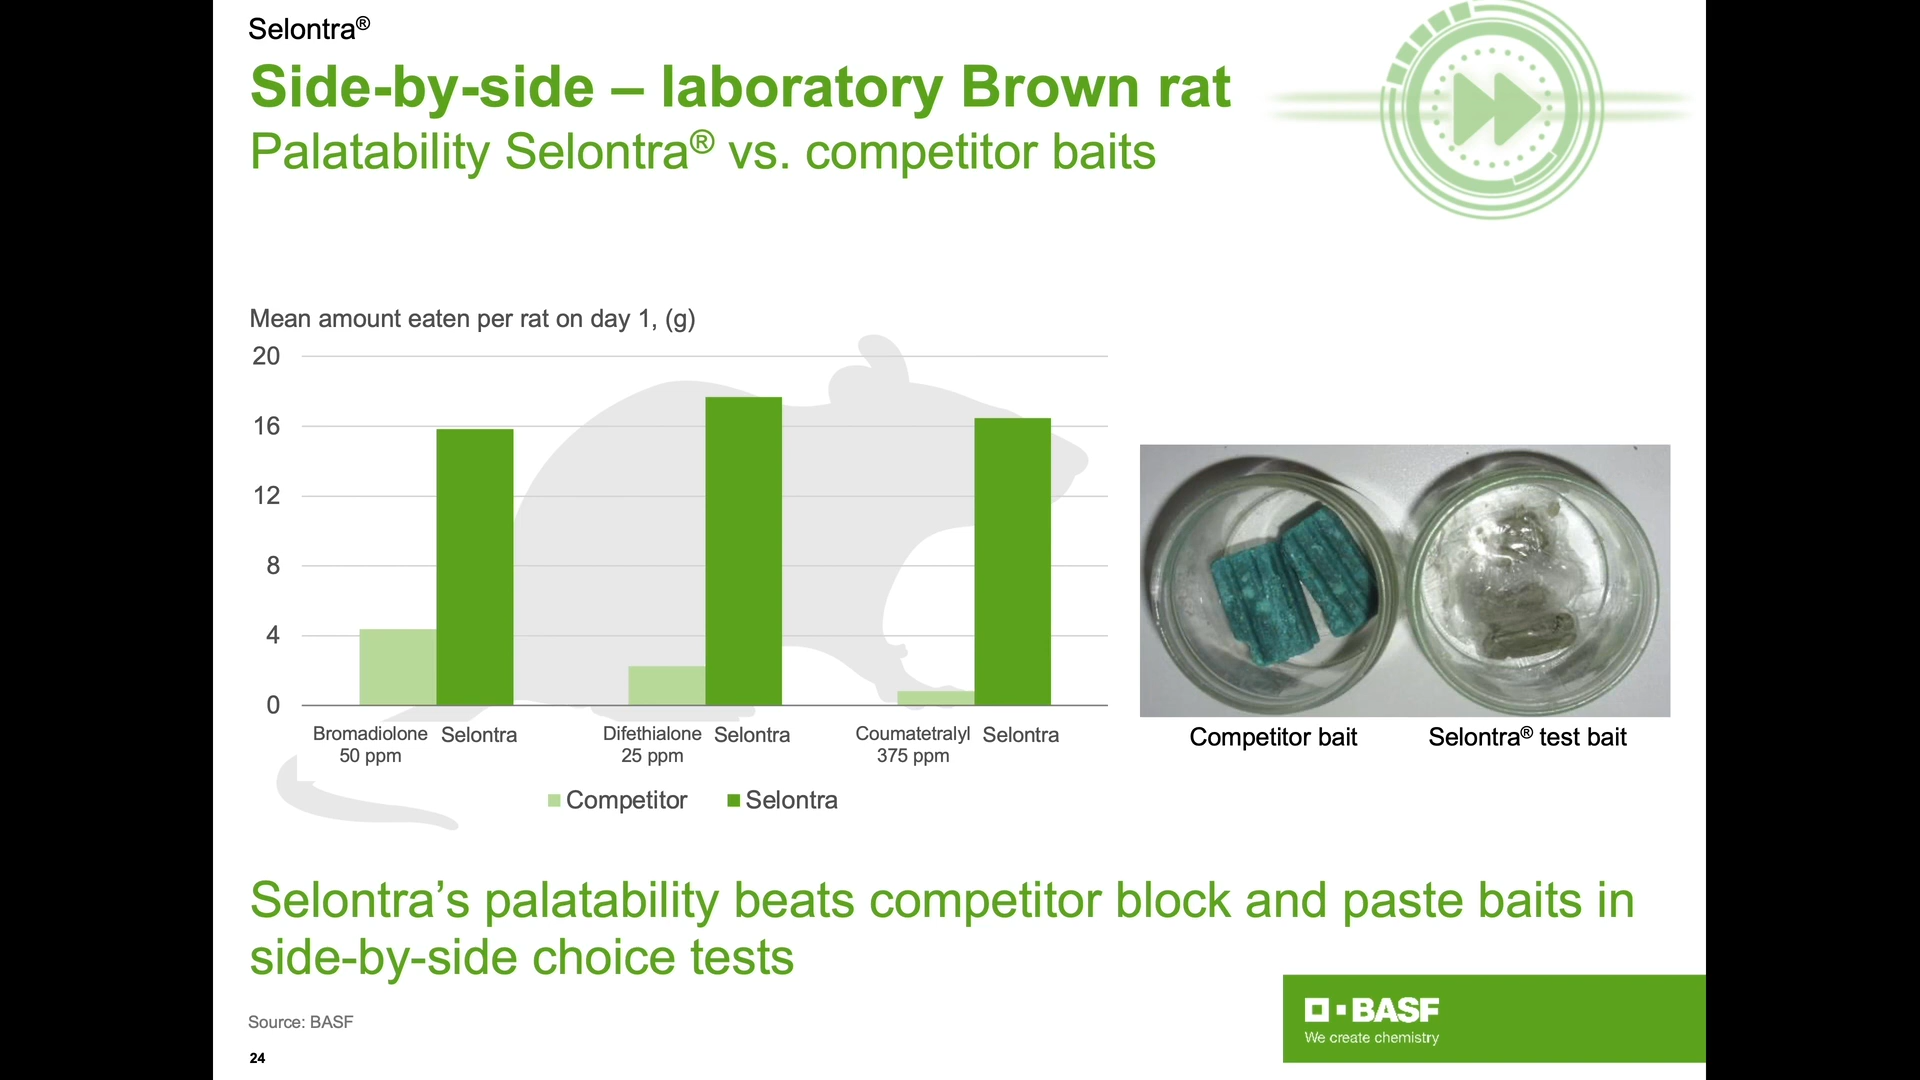 Selontra®
Side-by-side – laboratory Brown rat
Palatability Selontra® vs. competitor baits
Mean amount eaten per rat on day 1, (g)
20
16
12
8
4
0
Bromadiolone Selontra Difethialone Selontra Coumatetralyl Selontra
50 ppm 25 ppm 375 ppm
Competitor Selontra
Competitor bait Selontra® test bait
Selontra’s palatability beats competitor block and paste baits in
side-by-side choice tests
Source: BASF
24
BASF
We create chemistry